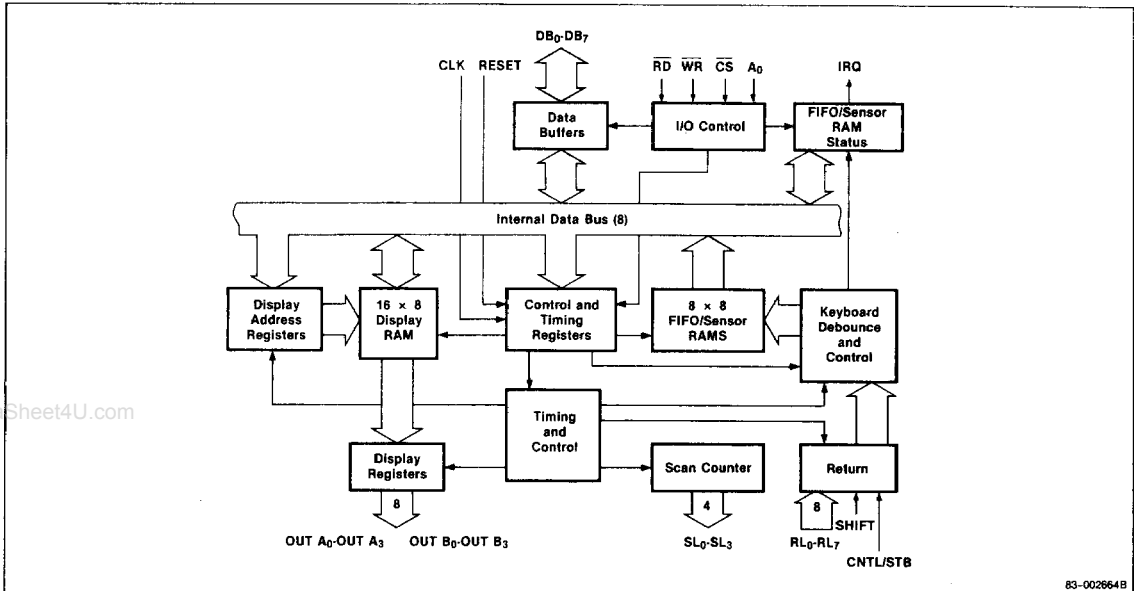 DB0-DB7
CLK RESET
RD WR CS A0
IRQ
Data
Buffers
I/O Control
FIFO/Sensor
RAM
Status
Internal Data Bus (8)
Display
Address
Registers
16 × 8
Display
RAM
Control and
Timing
Registers
8 × 8
FIFO/Sensor
RAMS
Keyboard
Debounce
and
Control
Sheet4U.com
Timing
and
Control
Display
Registers
Scan Counter
Return
8
4
8
SHIFT
OUT A0-OUT A3 OUT B0-OUT B3
SL0-SL3
RL0-RL7
CNTL/STB
83-002664B